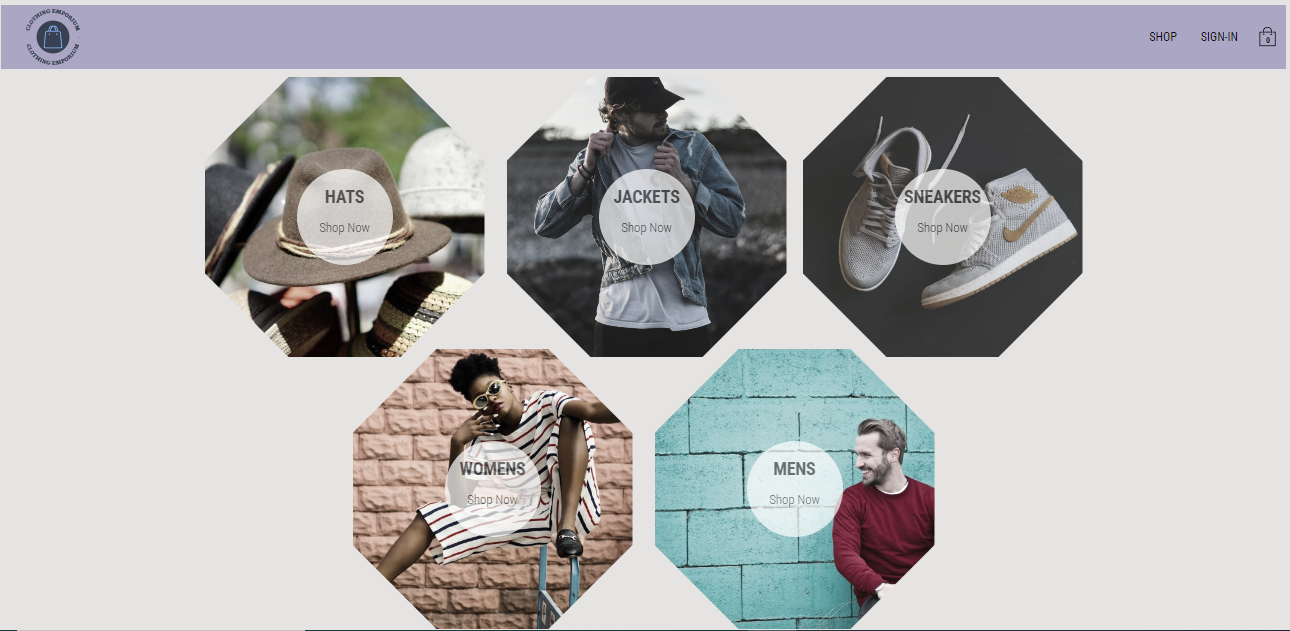 CLOTHING EMPORIUM
CLOTHING EMPORIUM
SHOP
SIGN-IN
0
HATS
Shop Now
JACKETS
Shop Now
SNEAKERS
Shop Now
WOMENS
Shop Now
MENS
Shop Now